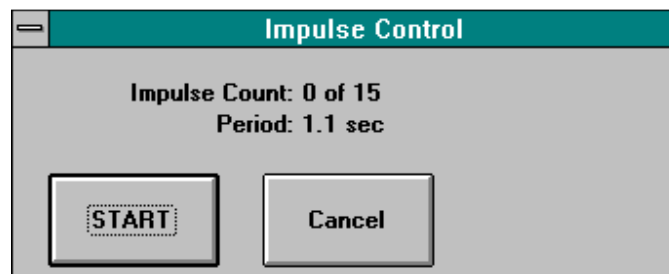 Impulse Control
Impulse Count: 0 of 15
Period: 1.1 sec
START Cancel